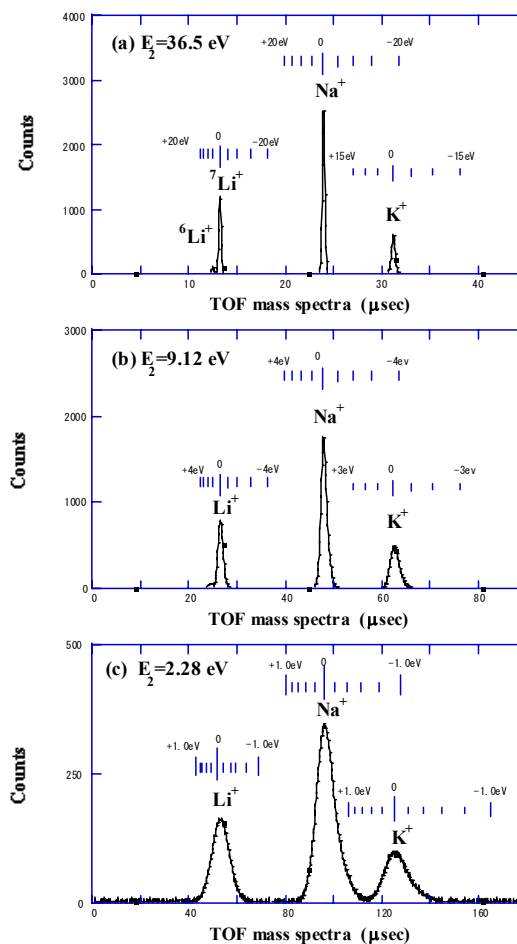 (a) E2=36.5 eV
+20eV 0 -20eV
Na+
+20eV 0 -20eV
7Li+
6Li+
+15eV 0 -15eV
K+
Counts
4000
3000
2000
1000
0
0 10 20 30 40
TOF mass spectra (μsec)
(b) E2=9.12 eV
+4eV 0 -4ev
Na+
+4eV 0 -4eV
Li+
+3eV 0 -3ev
K+
Counts
3000
2000
1000
0
0 20 40 60 80
TOF mass spectra (μsec)
(c) E2=2.28 eV
+1.0eV 0 -1.0eV
Na+
+1.0eV 0 -1.0eV
Li+
+1.0eV 0 -1.0eV
K+
Counts
500
250
0
0 40 80 120 160
TOF mass spectra (μsec)